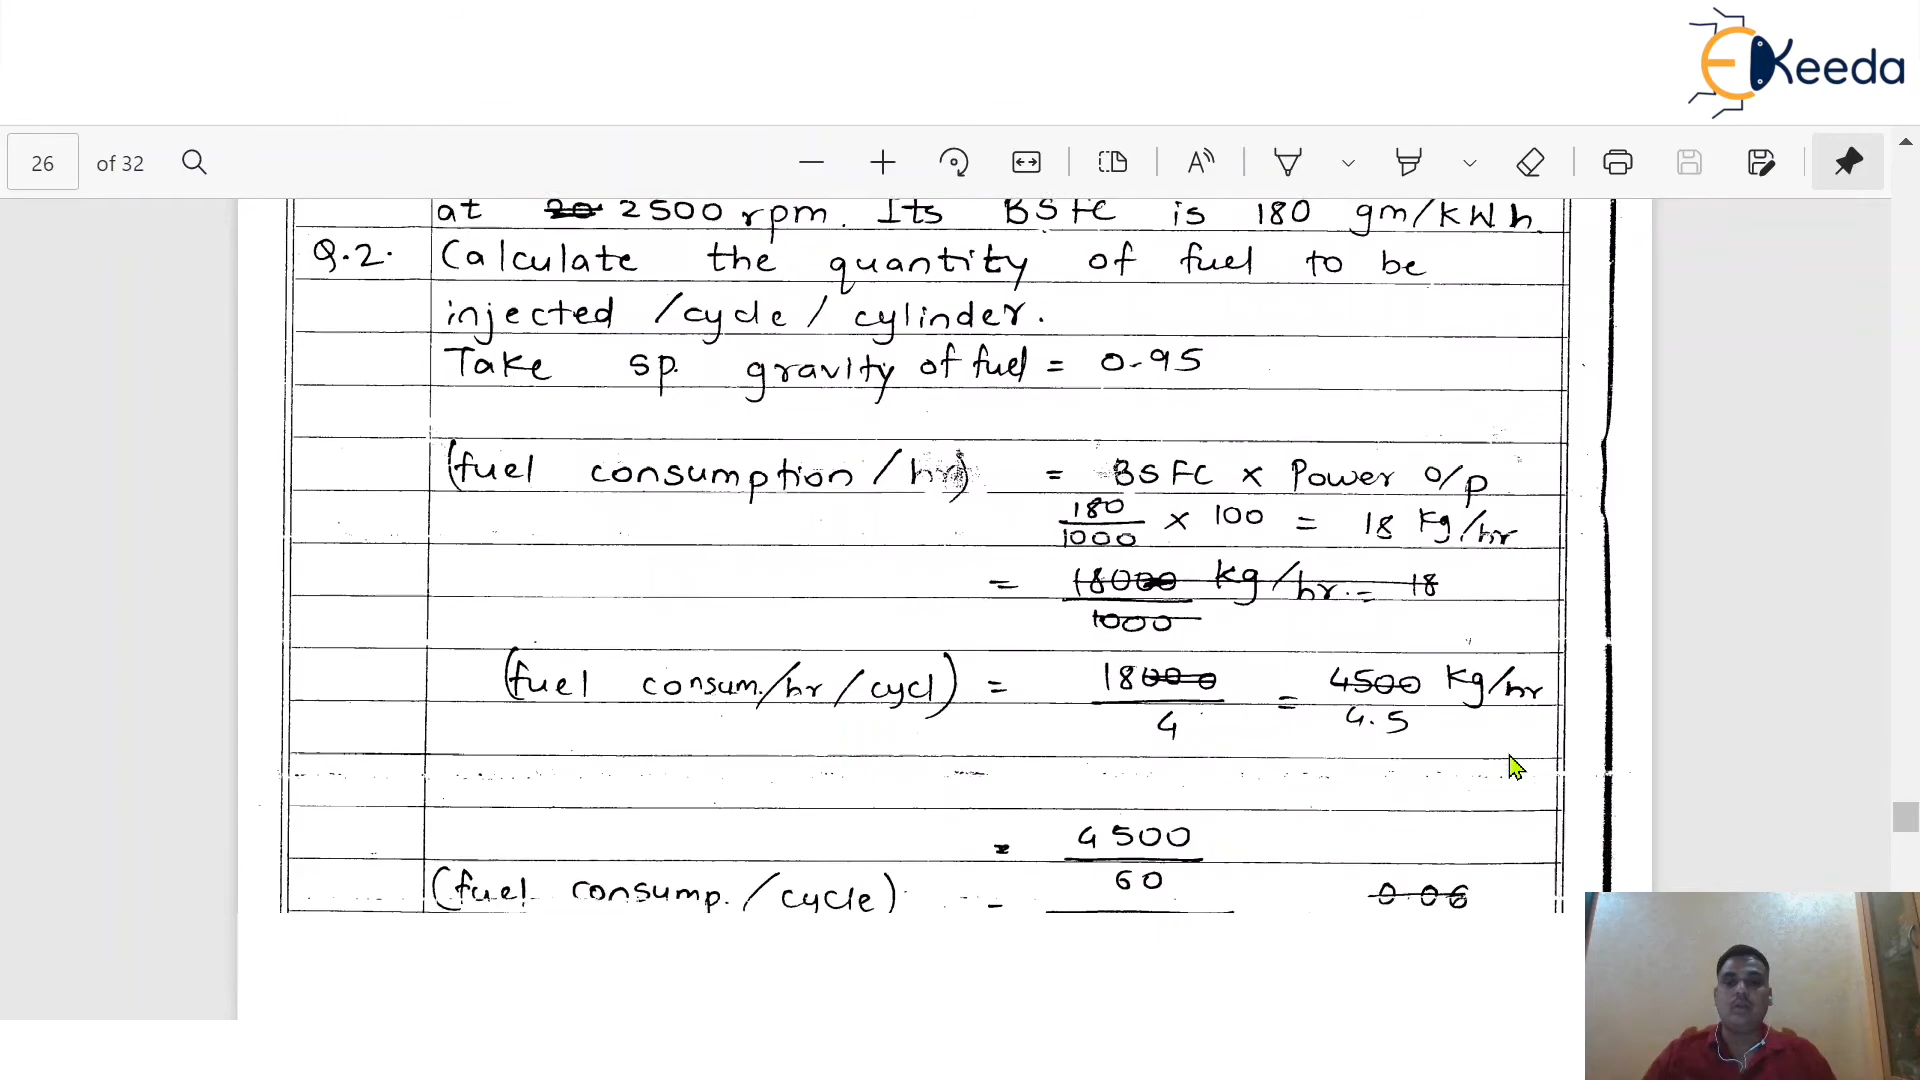 EKeeda
26 of 32
at 20 2500 rpm. Its BSFC is 180 gm/KWh.
Q.2. Calculate the quantity of fuel to be
injected /cycle/ cylinder.
Take sp. gravity of fuel = 0.95
(fuel consumption /hr) = BSFC x Power o/p
180/1000 x 100 = 18 Kg/hr
= 18000/1000 kg/hr. = 18
(fuel consum./hr/cycl) = 18000/4 = 4500 Kg/hr
4.5
= 4500/60
(fuel consump./cycle) = 0.06